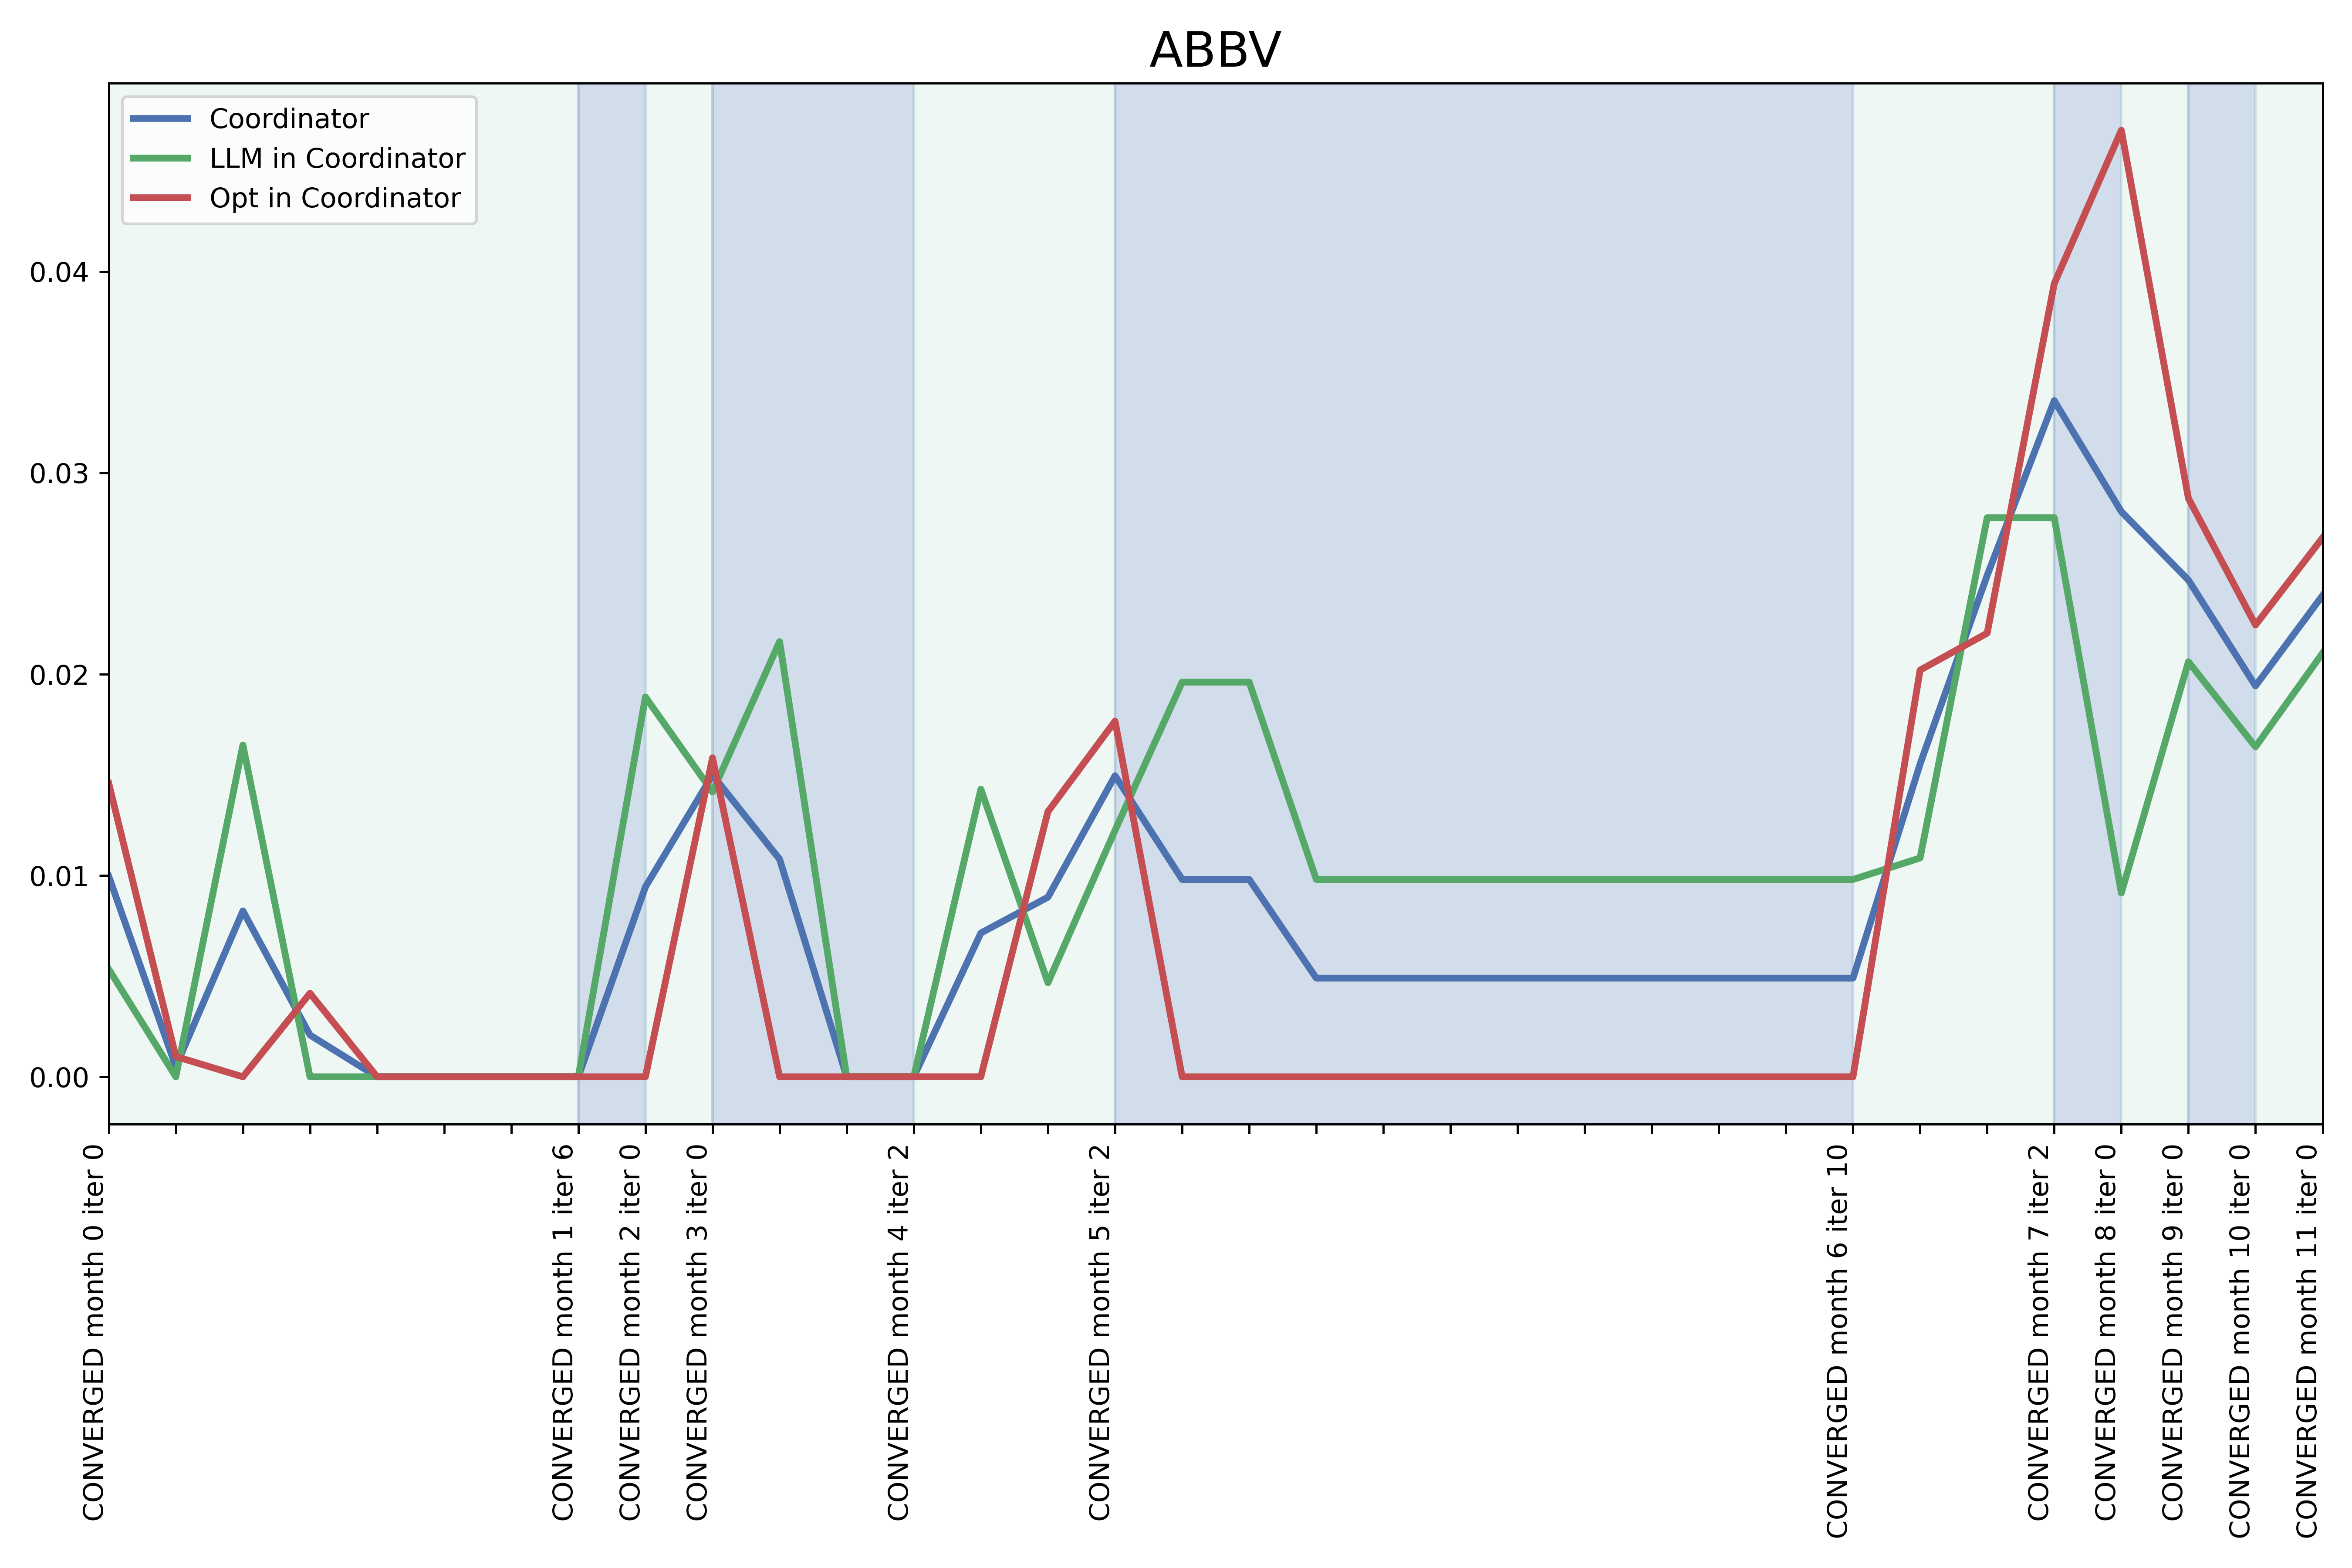 ABBV
Coordinator
LLM in Coordinator
Opt in Coordinator
0.04
0.03
0.02
0.01
0.00
CONVERGED month 0 iter 0
CONVERGED month 1 iter 6
CONVERGED month 2 iter 0
CONVERGED month 3 iter 0
CONVERGED month 4 iter 2
CONVERGED month 5 iter 2
CONVERGED month 6 iter 10
CONVERGED month 7 iter 2
CONVERGED month 8 iter 0
CONVERGED month 9 iter 0
CONVERGED month 10 iter 0
CONVERGED month 11 iter 0